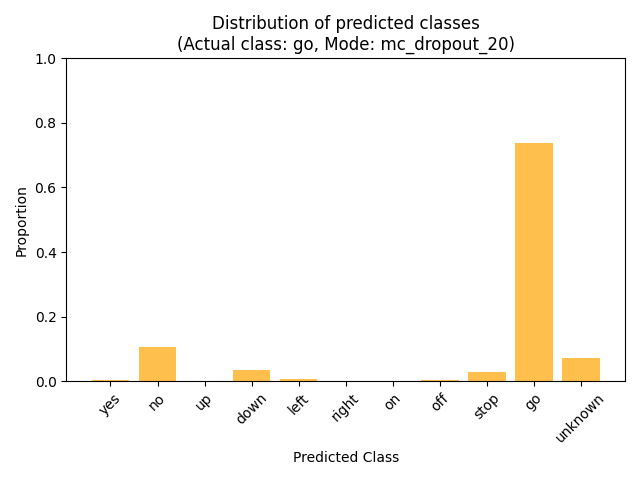 Distribution of predicted classes
(Actual class: go, Mode: mc_dropout_20)
Proportion
1.0
0.8
0.6
0.4
0.2
0.0
yes
no
up
down
left
right
on
off
stop
go
unknown
Predicted Class